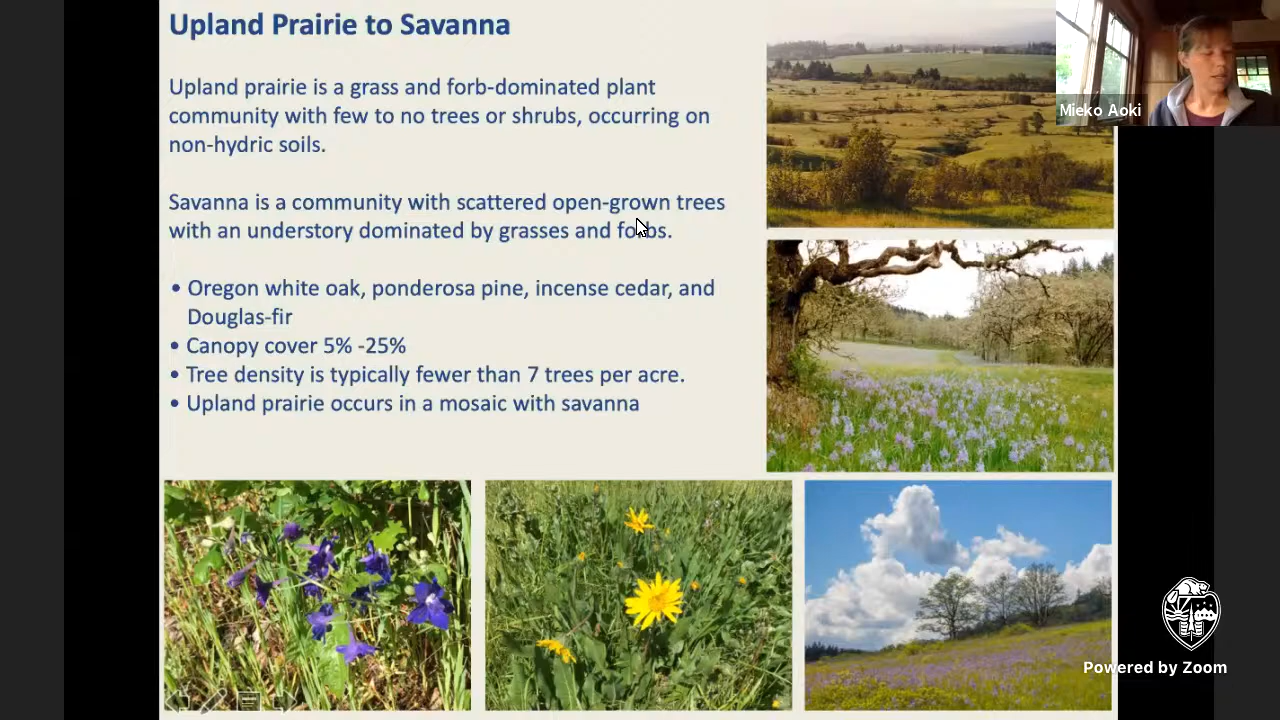 Upland Prairie to Savanna
Upland prairie is a grass and forb-dominated plant
community with few to no trees or shrubs, occurring on
non-hydric soils.
Savanna is a community with scattered open-grown trees
with an understory dominated by grasses and forbs.
• Oregon white oak, ponderosa pine, incense cedar, and
Douglas-fir
• Canopy cover 5% -25%
• Tree density is typically fewer than 7 trees per acre.
• Upland prairie occurs in a mosaic with savanna
Mieko Aoki
Powered by Zoom